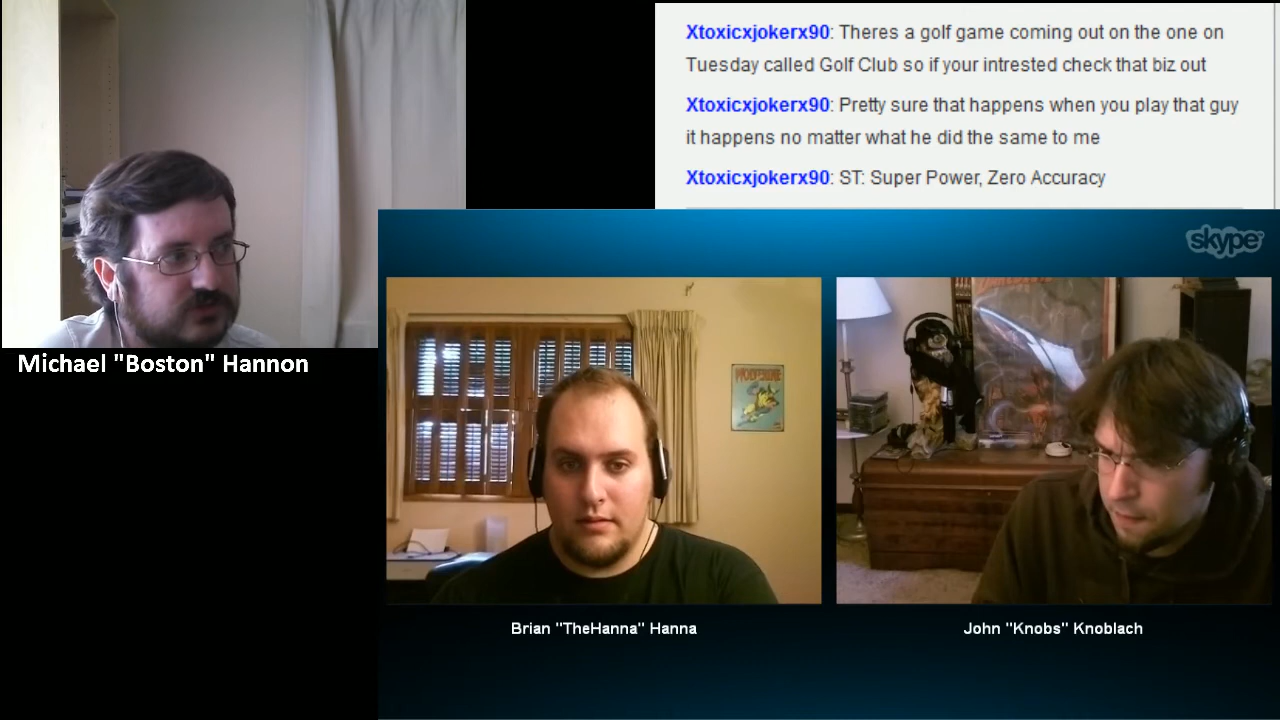 Xtoxicxjokerx90: Theres a golf game coming out on the one on
Tuesday called Golf Club so if your intrested check that biz out
Xtoxicxjokerx90: Pretty sure that happens when you play that guy
it happens no matter what he did the same to me
Xtoxicxjokerx90: ST: Super Power, Zero Accuracy
skype
Michael "Boston" Hannon
WOLVERINE
Brian "TheHanna" Hanna
John "Knobs" Knoblach